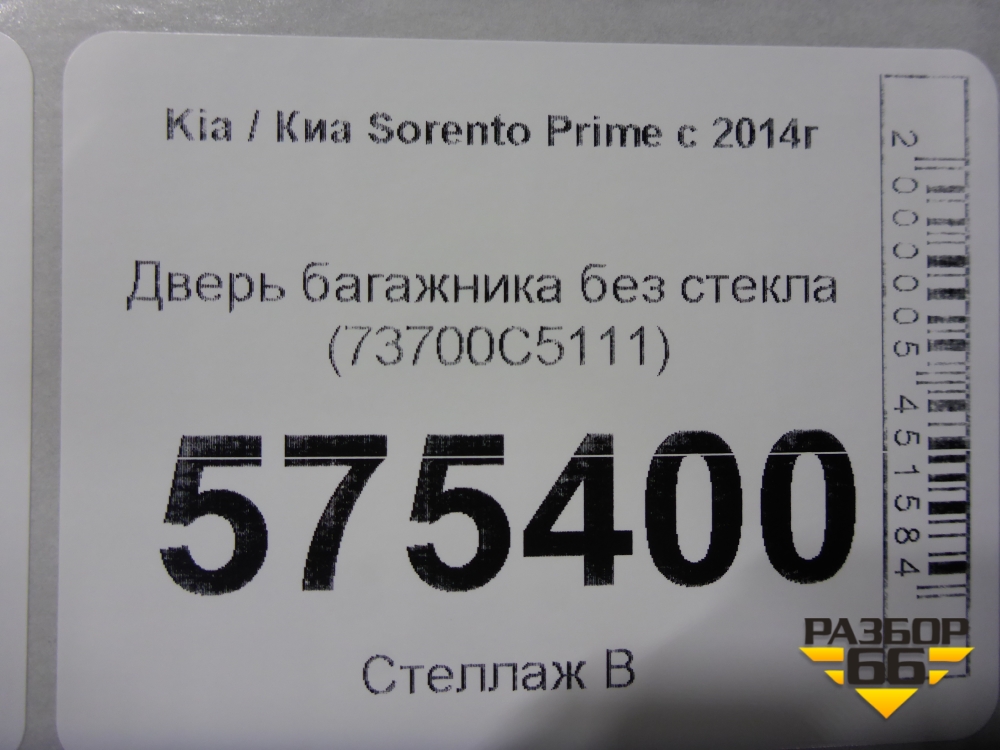 Kia / Киа Sorento Prime с 2014г
Дверь багажника без стекла
(73700C5111)
575400
Стеллаж В
2000005451584
РАЗБОР
66